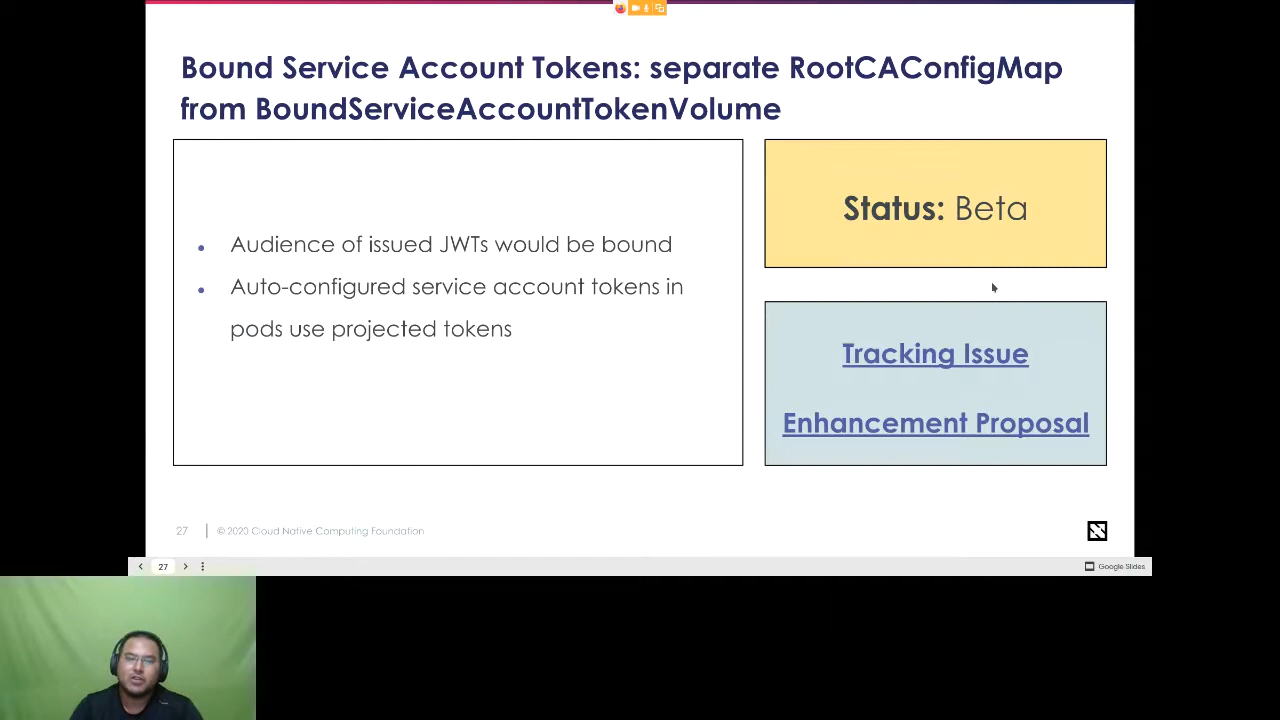 Bound Service Account Tokens: separate RootCAConfigMap
from BoundServiceAccountTokenVolume
• Audience of issued JWTs would be bound
• Auto-configured service account tokens in
pods use projected tokens
Status: Beta
Tracking Issue
Enhancement Proposal
27 | © 2020 Cloud Native Computing Foundation
27
Google Slides